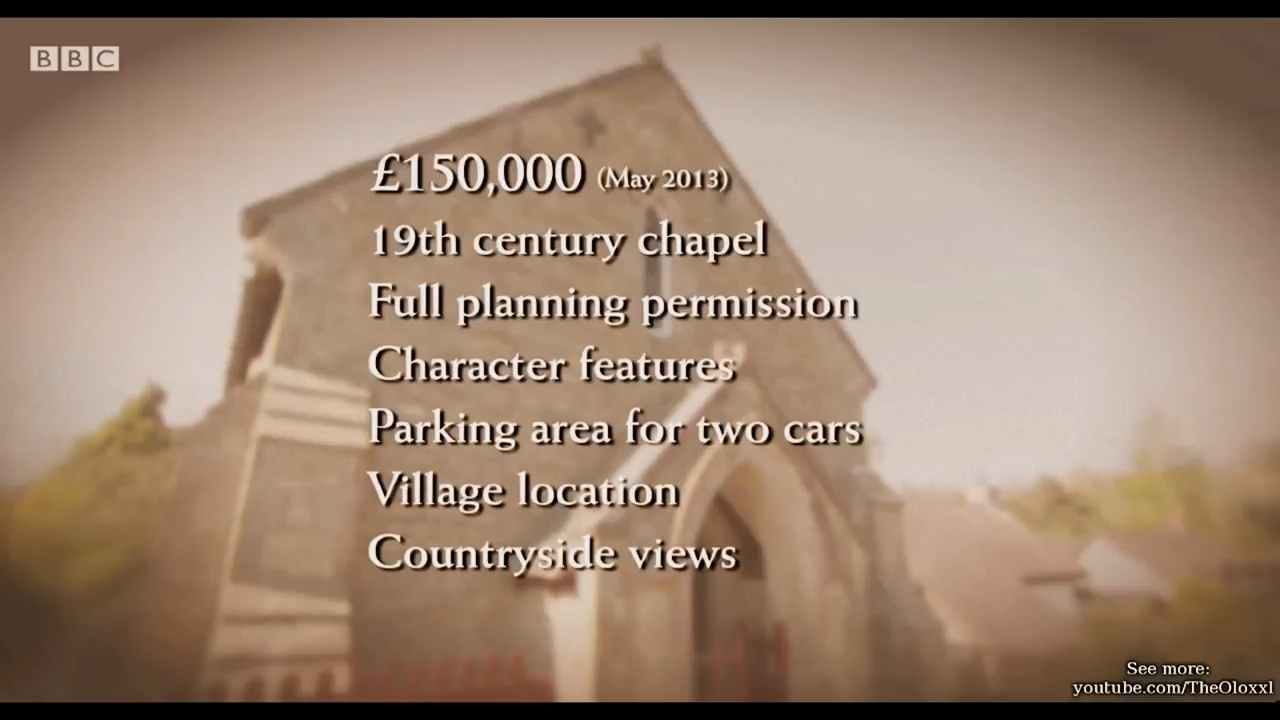 BBC
£150,000 (May 2013)
19th century chapel
Full planning permission
Character features
Parking area for two cars
Village location
Countryside views
See more:
youtube.com/TheOloxxl